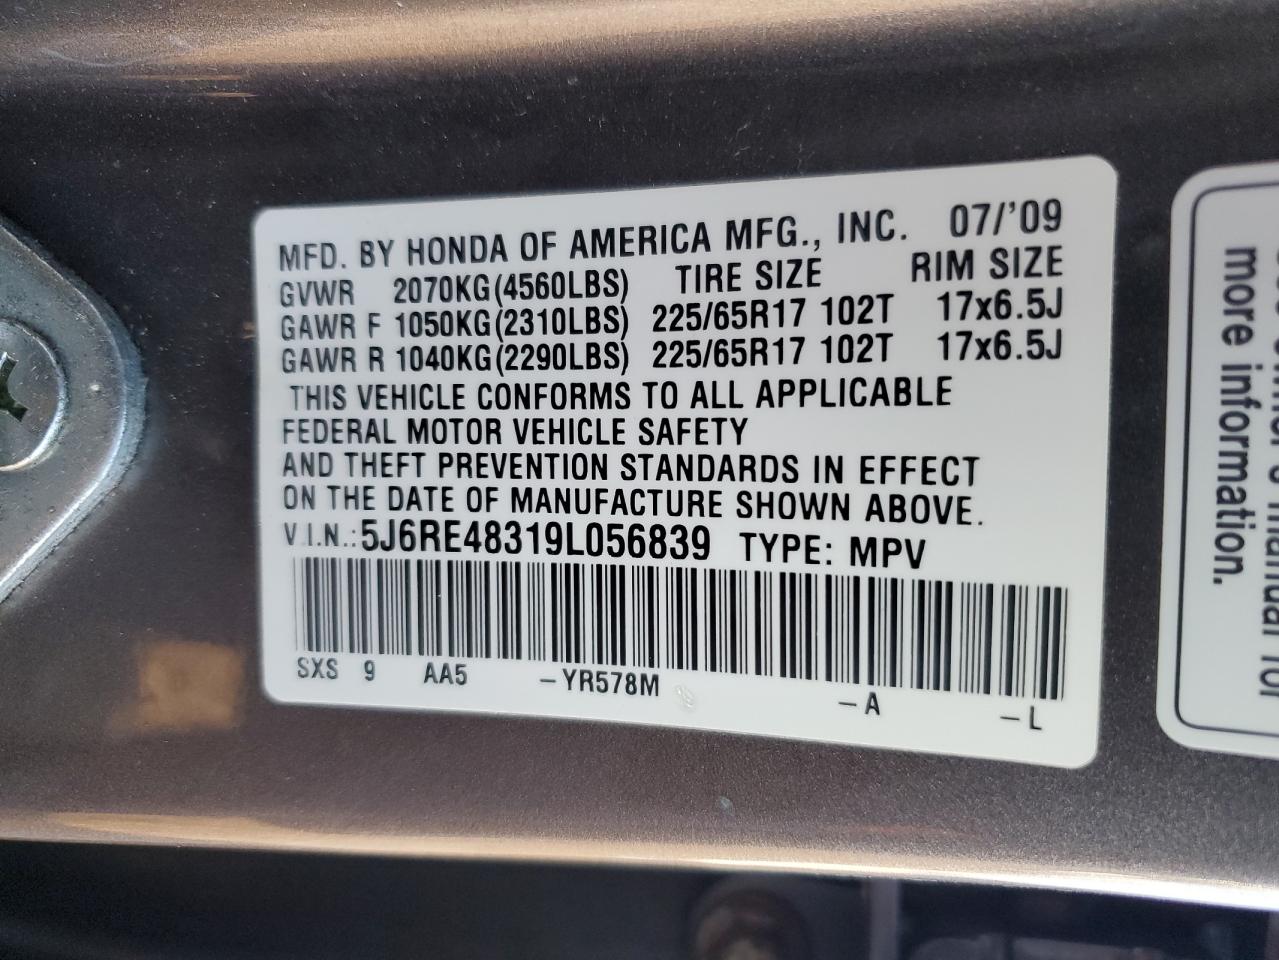 MFD. BY HONDA OF AMERICA MFG., INC. 07/'09
GVWR 2070KG(4560LBS) TIRE SIZE RIM SIZE
GAWR F 1050KG(2310LBS) 225/65R17 102T 17x6.5J
GAWR R 1040KG(2290LBS) 225/65R17 102T 17x6.5J
THIS VEHICLE CONFORMS TO ALL APPLICABLE
FEDERAL MOTOR VEHICLE SAFETY
AND THEFT PREVENTION STANDARDS IN EFFECT
ON THE DATE OF MANUFACTURE SHOWN ABOVE.
V.I.N.: 5J6RE48319L056839 TYPE: MPV
SXS 9 AA5 -YR578M -A -L
manual for
more information.